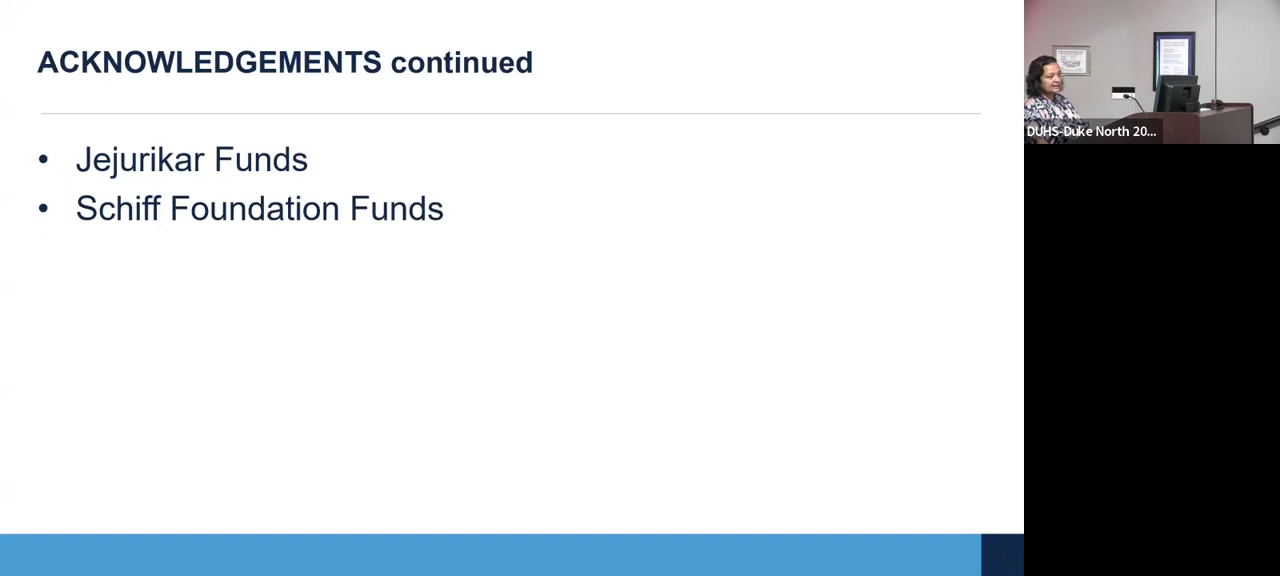 ACKNOWLEDGEMENTS continued
• Jejurikar Funds
• Schiff Foundation Funds
DUHS-Duke North 20...